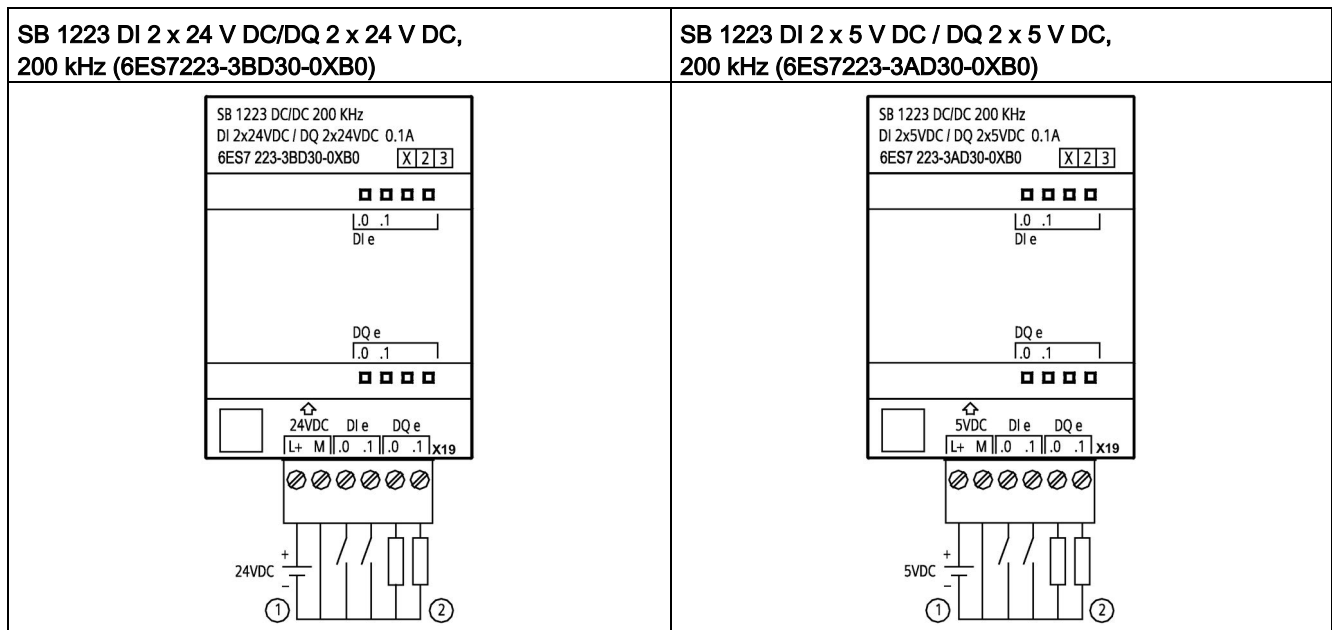 SB 1223 DI 2 x 24 V DC/DQ 2 x 24 V DC,
200 kHz (6ES7223-3BD30-0XB0)
SB 1223 DC/DC 200 KHz
DI 2x24VDC / DQ 2x24VDC 0.1A
6ES7 223-3BD30-0XB0 X 2 3
.0 .1
DI e
DQ e
.0 .1
24VDC DI e DQ e
L+ M .0 .1 .0 .1 X19
+
24VDC
–
1 2
SB 1223 DI 2 x 5 V DC / DQ 2 x 5 V DC,
200 kHz (6ES7223-3AD30-0XB0)
SB 1223 DC/DC 200 KHz
DI 2x5VDC / DQ 2x5VDC 0.1A
6ES7 223-3AD30-0XB0 X 2 3
.0 .1
DI e
DQ e
.0 .1
5VDC DI e DQ e
L+ M .0 .1 .0 .1 X19
+
5VDC
–
1 2